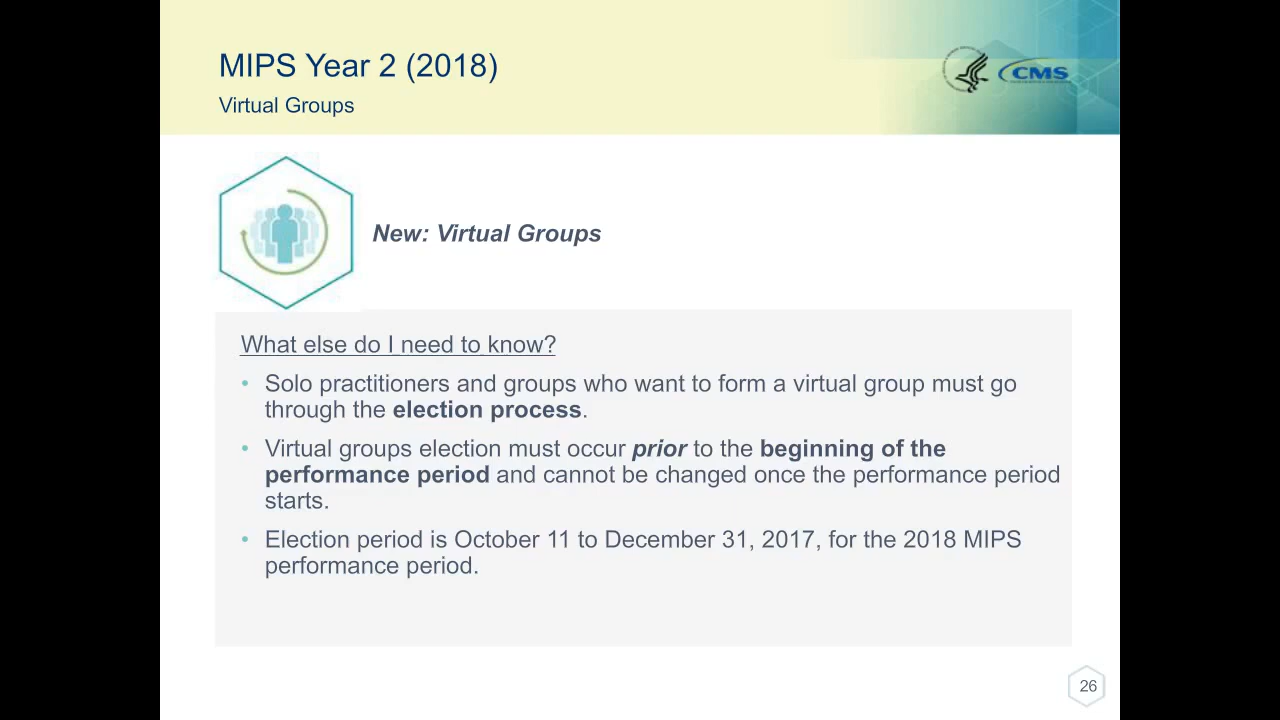 MIPS Year 2 (2018)
Virtual Groups
CMS
New: Virtual Groups
What else do I need to know?
• Solo practitioners and groups who want to form a virtual group must go
through the election process.
• Virtual groups election must occur prior to the beginning of the
performance period and cannot be changed once the performance period
starts.
• Election period is October 11 to December 31, 2017, for the 2018 MIPS
performance period.
26